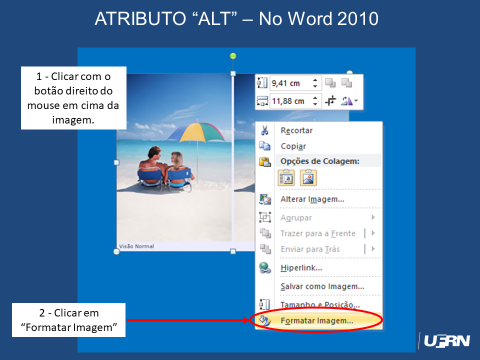 ATRIBUTO “ALT” – No Word 2010
1 - Clicar com o
botão direito do
mouse em cima da
imagem.
9,41 cm
11,88 cm
Recortar
Copiar
Opções de Colagem:
Alterar Imagem...
Agrupar
Trazer para a Frente
Enviar para Trás
Hiperlink...
Salvar como Imagem...
Tamanho e Posição...
Formatar Imagem...
Visão Normal
2 - Clicar em
“Formatar Imagem”
UFRN